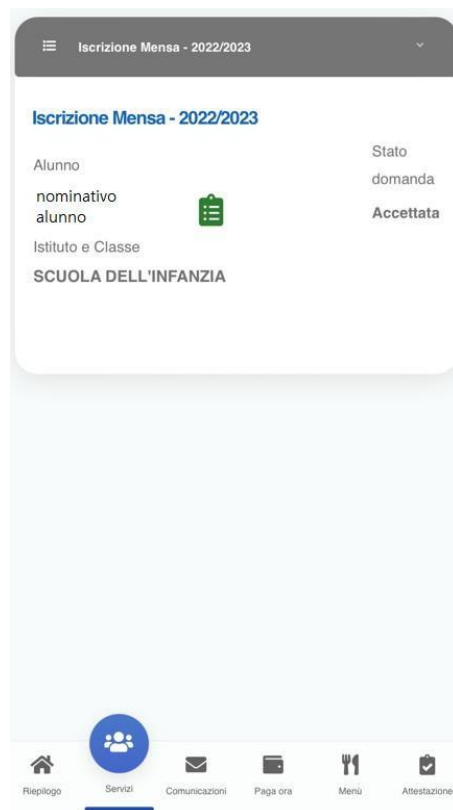 Iscrizione Mensa - 2022/2023
Iscrizione Mensa - 2022/2023
Alunno
nominativo
alunno
Istituto e Classe
SCUOLA DELL'INFANZIA
Stato
domanda
Accettata
Riepilogo
Servizi
Comunicazioni
Paga ora
Menù
Attestazione